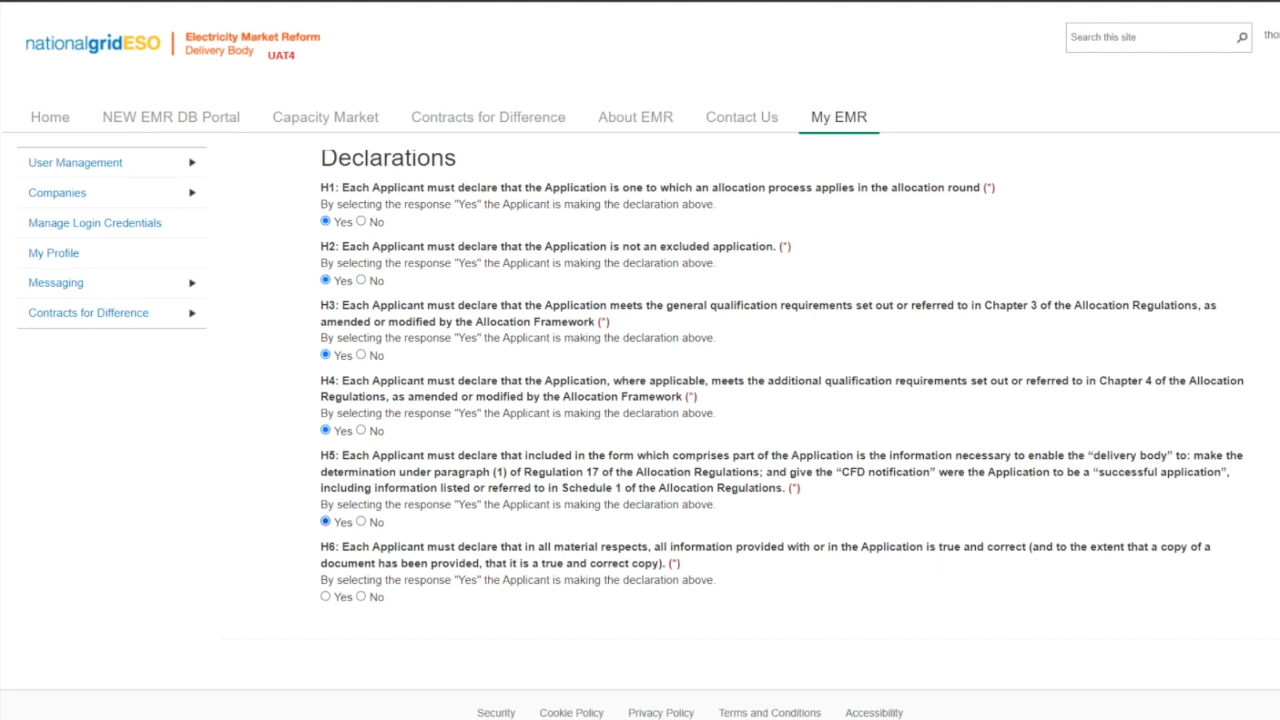 nationalgridESO
Electricity Market Reform
Delivery Body
UAT4
Search this site
Home
NEW EMR DB Portal
Capacity Market
Contracts for Difference
About EMR
Contact Us
My EMR
User Management
Companies
Manage Login Credentials
My Profile
Messaging
Contracts for Difference
Declarations
H1: Each Applicant must declare that the Application is one to which an allocation process applies in the allocation round (*)
By selecting the response "Yes" the Applicant is making the declaration above.
Yes No
H2: Each Applicant must declare that the Application is not an excluded application. (*)
By selecting the response "Yes" the Applicant is making the declaration above.
Yes No
H3: Each Applicant must declare that the Application meets the general qualification requirements set out or referred to in Chapter 3 of the Allocation Regulations, as
amended or modified by the Allocation Framework (*)
By selecting the response "Yes" the Applicant is making the declaration above.
Yes No
H4: Each Applicant must declare that the Application, where applicable, meets the additional qualification requirements set out or referred to in Chapter 4 of the Allocation
Regulations, as amended or modified by the Allocation Framework (*)
By selecting the response "Yes" the Applicant is making the declaration above.
Yes No
H5: Each Applicant must declare that included in the form which comprises part of the Application is the information necessary to enable the “delivery body” to: make the
determination under paragraph (1) of Regulation 17 of the Allocation Regulations; and give the “CFD notification” were the Application to be a “successful application”,
including information listed or referred to in Schedule 1 of the Allocation Regulations. (*)
By selecting the response "Yes" the Applicant is making the declaration above.
Yes No
H6: Each Applicant must declare that in all material respects, all information provided with or in the Application is true and correct (and to the extent that a copy of a
document has been provided, that it is a true and correct copy). (*)
By selecting the response "Yes" the Applicant is making the declaration above.
Yes No
Security
Cookie Policy
Privacy Policy
Terms and Conditions
Accessibility